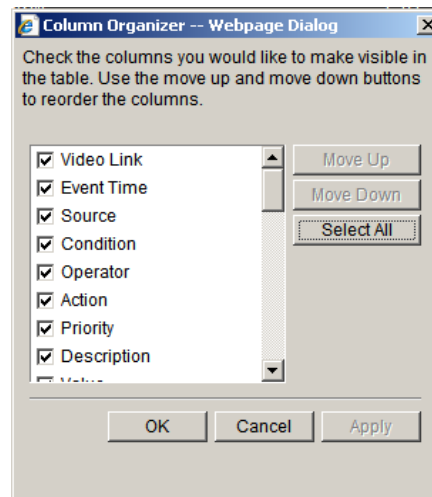 Column Organizer -- Webpage Dialog
Check the columns you would like to make visible in
the table. Use the move up and move down buttons
to reorder the columns.
Video Link
Move Up
Event Time
Move Down
Source
Select All
Condition
Operator
Action
Priority
Description
OK
Cancel
Apply